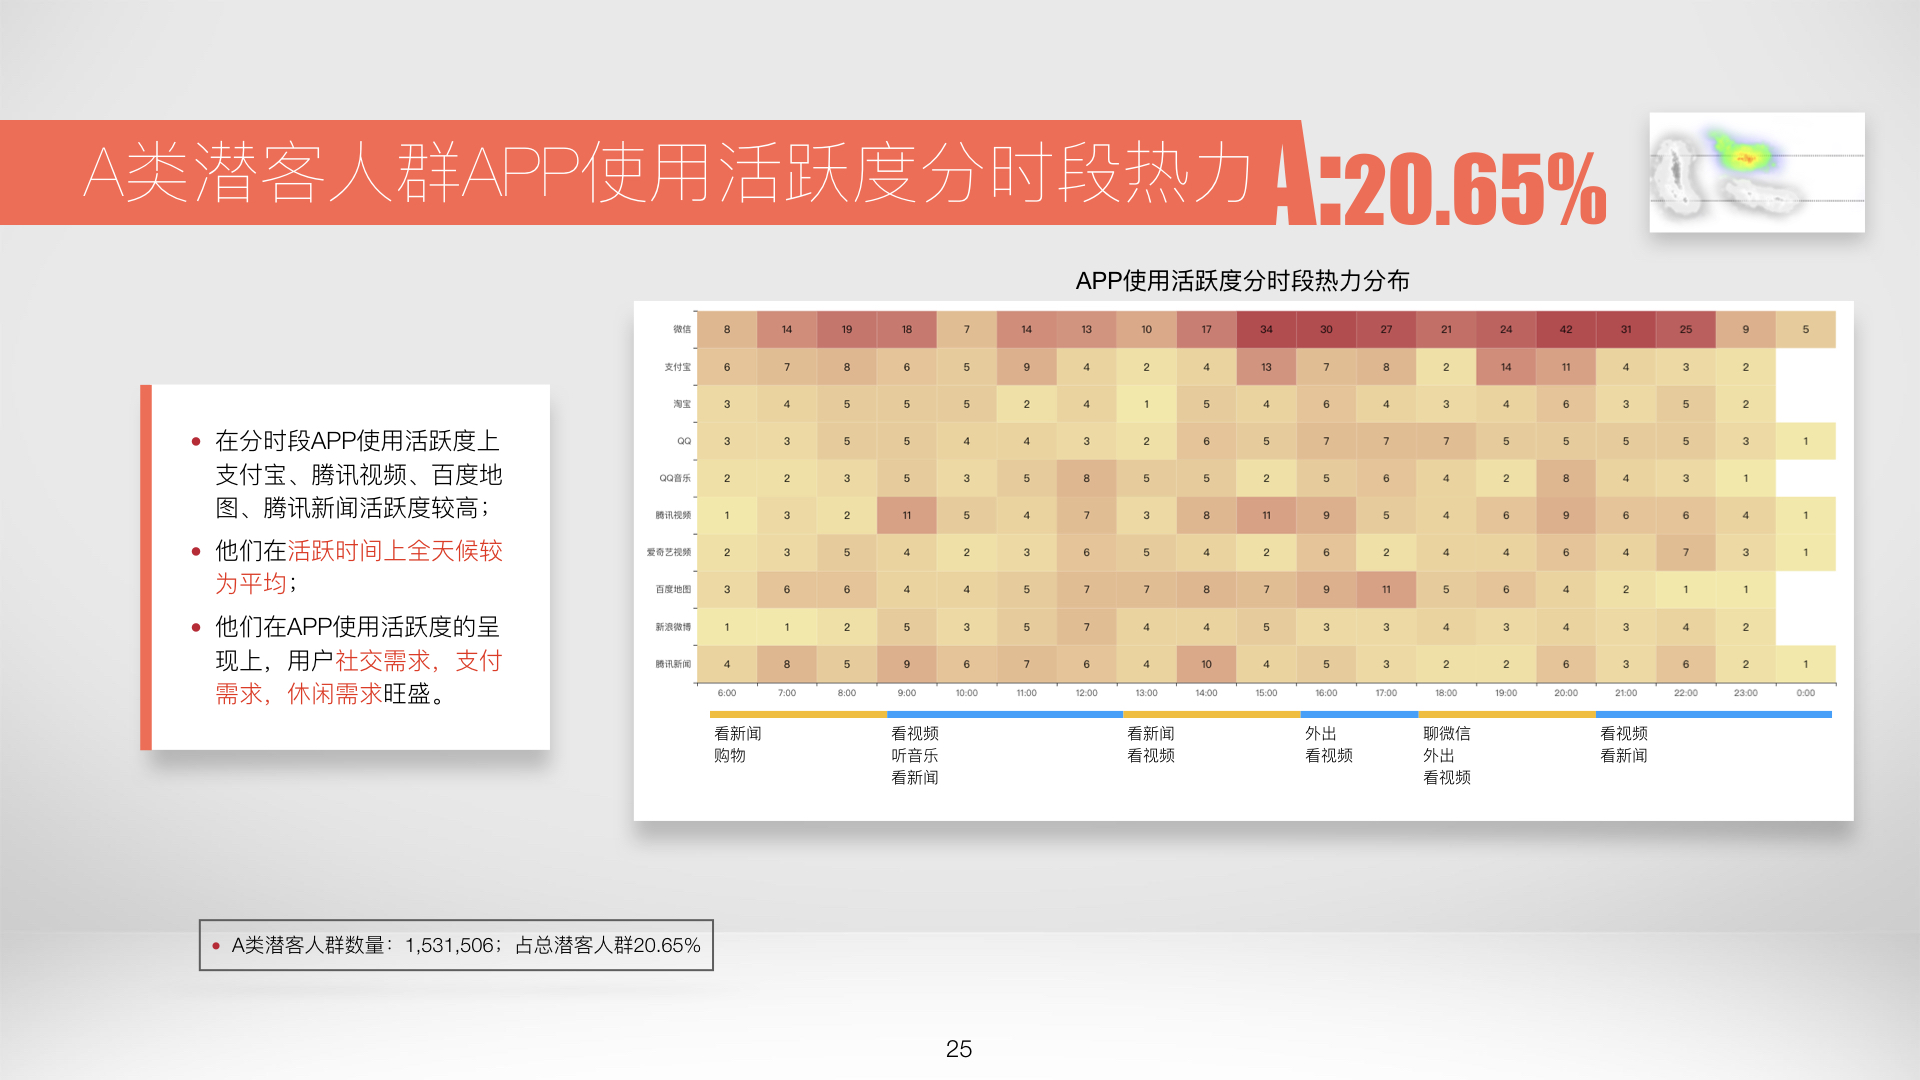 A类潜客人群APP使用活跃度分时段热力
A:20.65%
在分时段APP使用活跃度上
支付宝、腾讯视频、百度地
图、腾讯新闻活跃度较高；
他们在活跃时间上全天候较
为平均；
他们在APP使用活跃度的呈
现上，用户社交需求，支付
需求，休闲需求旺盛。
APP使用活跃度分时段热力分布
微信 8 14 19 18 7 14 13 10 17 34 30 27 21 24 42 31 25 9 5
支付宝 6 7 8 6 5 9 4 2 4 13 7 8 2 14 11 4 3 2
淘宝 3 4 5 5 5 2 4 1 5 4 6 4 3 4 6 3 5 2
QQ 3 3 5 5 4 4 3 2 6 5 7 7 7 5 5 5 5 3 1
QQ音乐 2 2 3 5 3 5 8 5 5 2 5 6 4 2 8 4 3 1
腾讯视频 1 3 2 11 5 4 7 3 8 11 9 5 4 6 9 6 6 4 1
爱奇艺视频 2 3 5 4 2 3 6 5 4 2 6 2 4 4 6 4 7 3 1
百度地图 3 6 6 4 4 5 7 7 8 7 9 11 5 6 4 2 1 1
新浪微博 1 1 2 5 3 5 7 4 4 5 3 3 4 3 4 3 4 2
腾讯新闻 4 8 5 9 6 7 6 4 10 4 5 3 2 2 6 3 6 2 1
6:00 7:00 8:00 9:00 10:00 11:00 12:00 13:00 14:00 15:00 16:00 17:00 18:00 19:00 20:00 21:00 22:00 23:00 0:00
看新闻
购物
看视频
听音乐
看新闻
看新闻
看视频
外出
看视频
聊微信
外出
看视频
看视频
看新闻
A类潜客人群数量：1,531,506；占总潜客人群20.65%
25